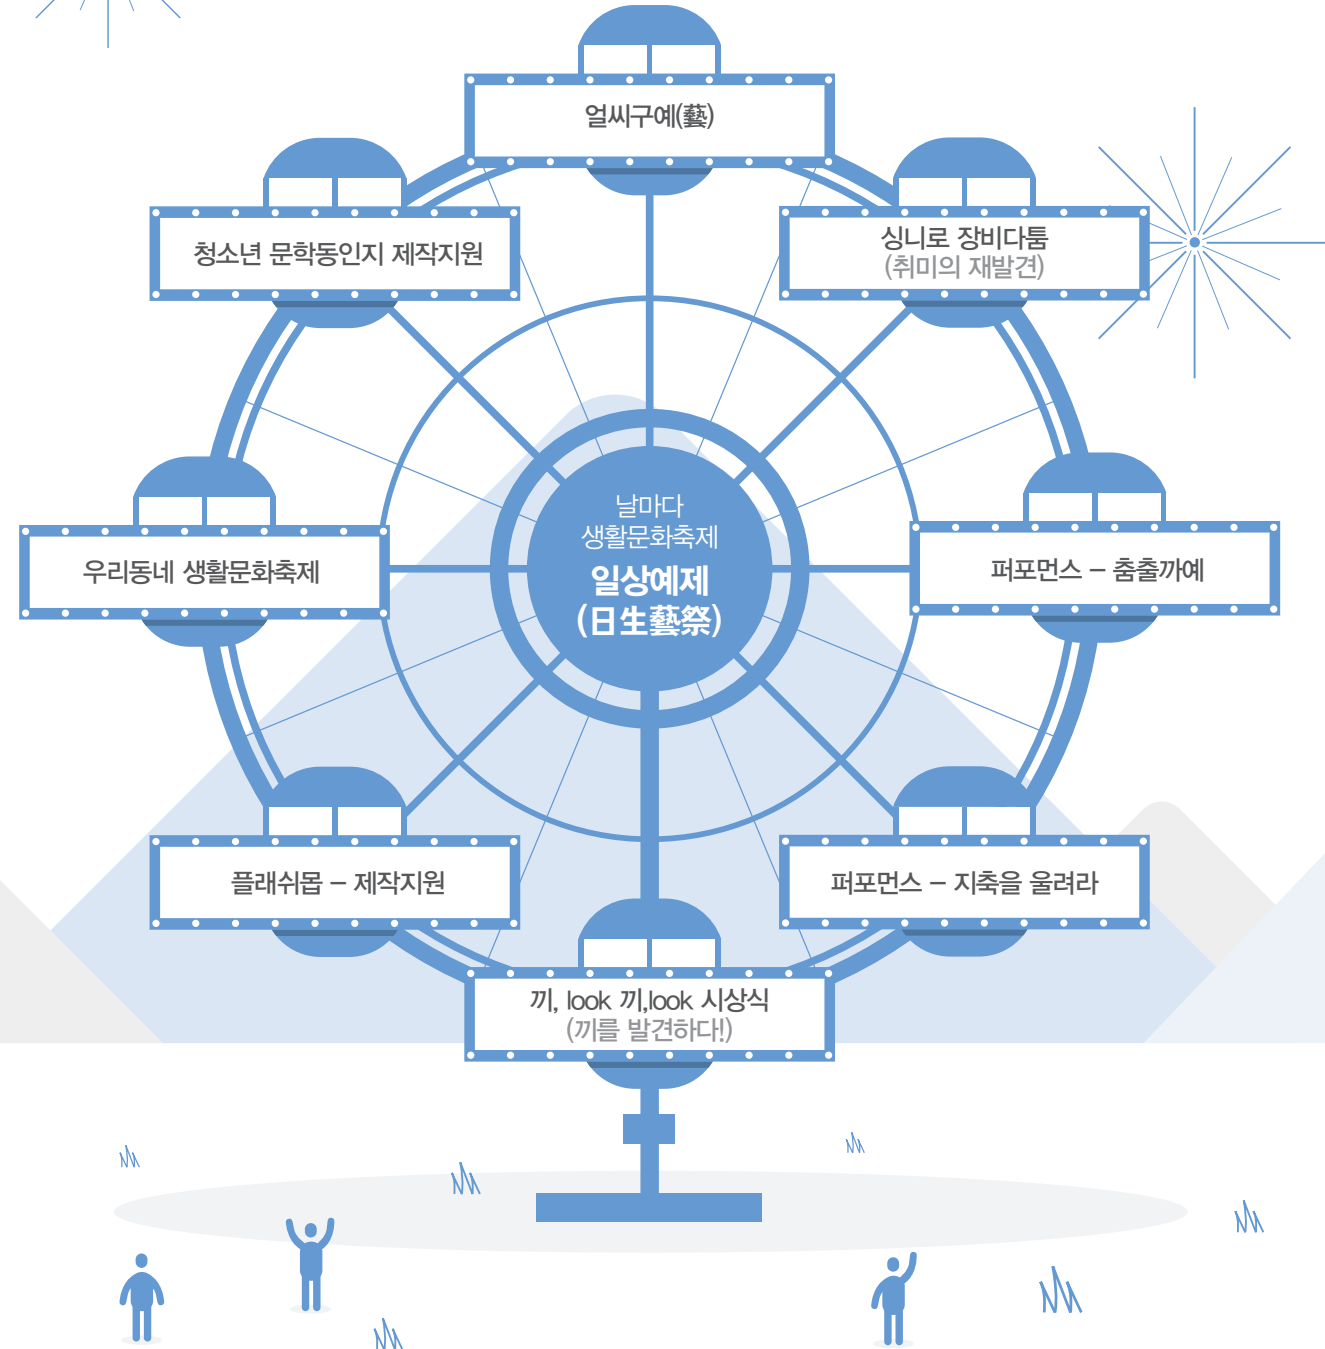 얼씨구예(藝)
청소년 문학동인지 제작지원
싱니로 장비다툼
(취미의 재발견)
날마다
생활문화축제
일상예제
(日生藝祭)
우리동네 생활문화축제
퍼포먼스 – 춤출까예
플래쉬몹 – 제작지원
퍼포먼스 – 지축을 울려라
끼, look 끼,look 시상식
(끼를 발견하다!)